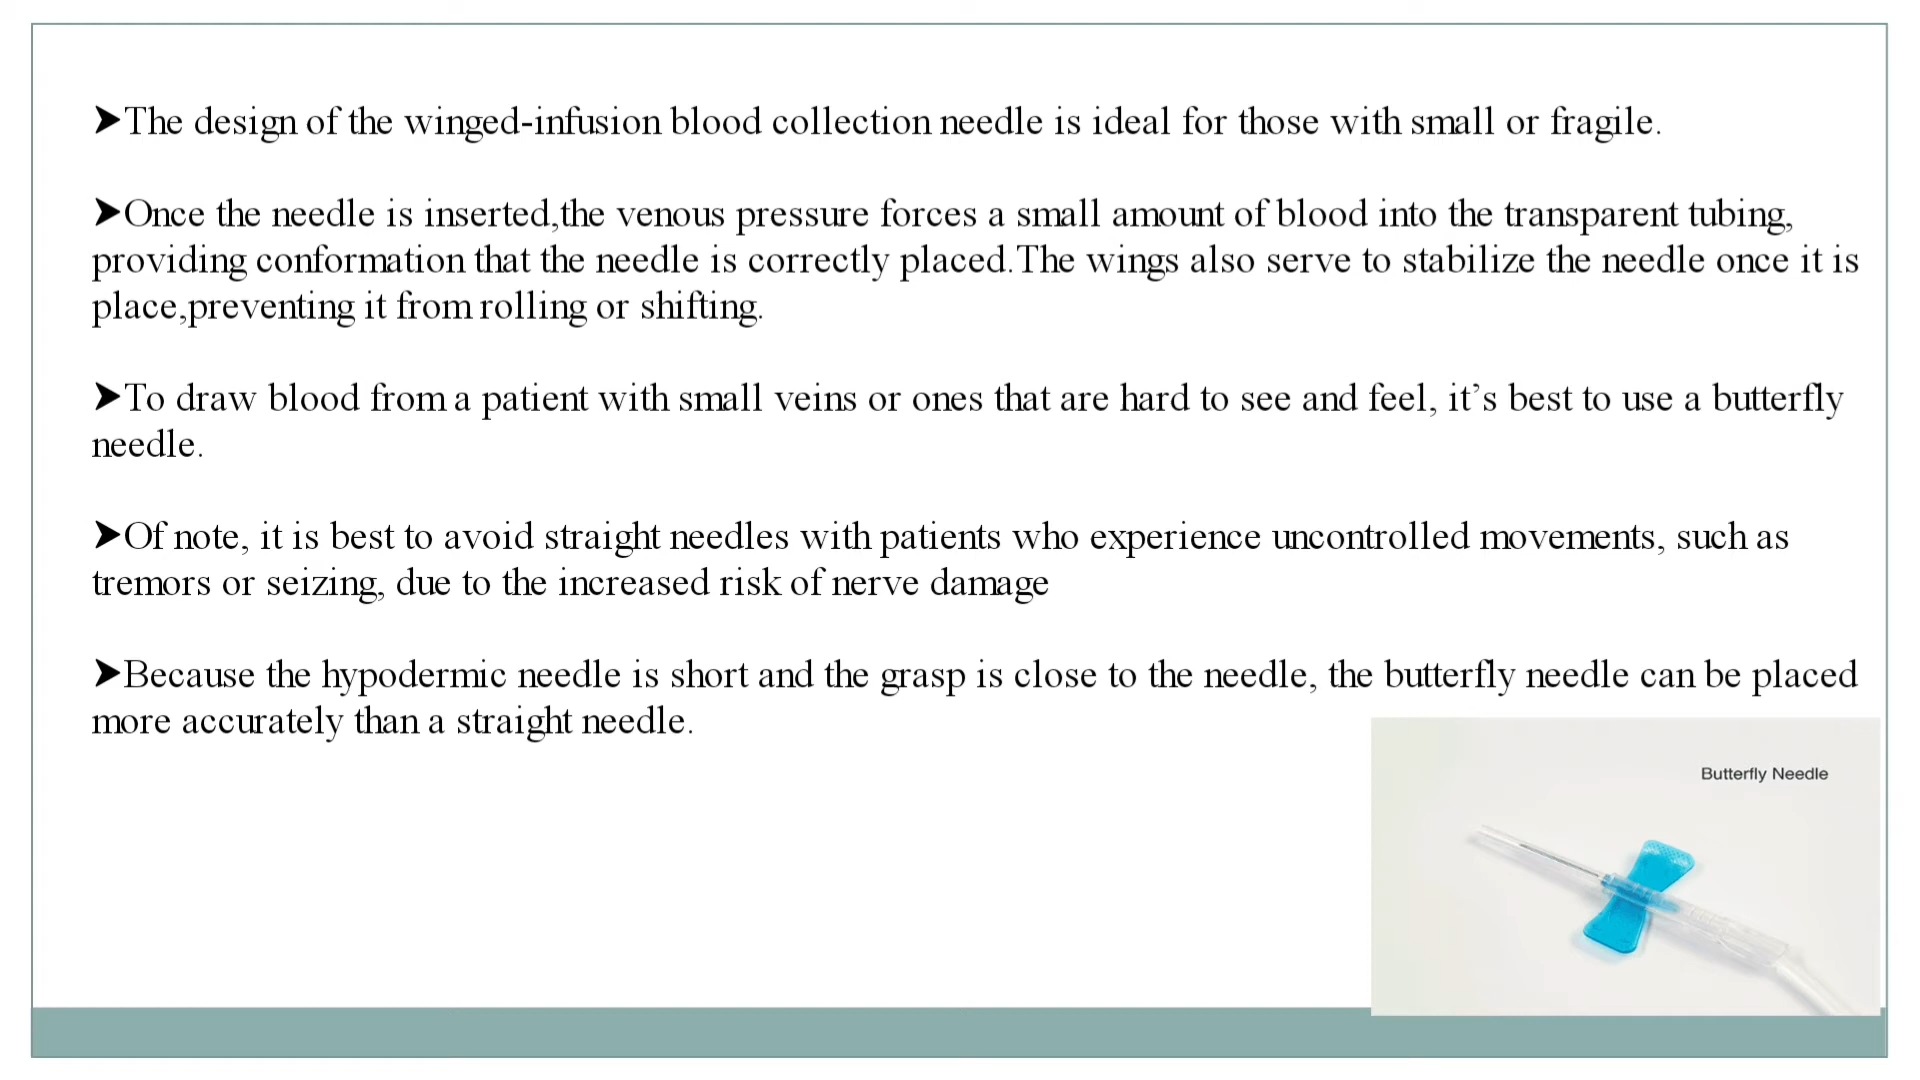 ➤The design of the winged-infusion blood collection needle is ideal for those with small or fragile.
➤Once the needle is inserted,the venous pressure forces a small amount of blood into the transparent tubing,
providing conformation that the needle is correctly placed.The wings also serve to stabilize the needle once it is
place,preventing it from rolling or shifting.
➤To draw blood from a patient with small veins or ones that are hard to see and feel, it’s best to use a butterfly
needle.
➤Of note, it is best to avoid straight needles with patients who experience uncontrolled movements, such as
tremors or seizing, due to the increased risk of nerve damage
➤Because the hypodermic needle is short and the grasp is close to the needle, the butterfly needle can be placed
more accurately than a straight needle.
Butterfly Needle